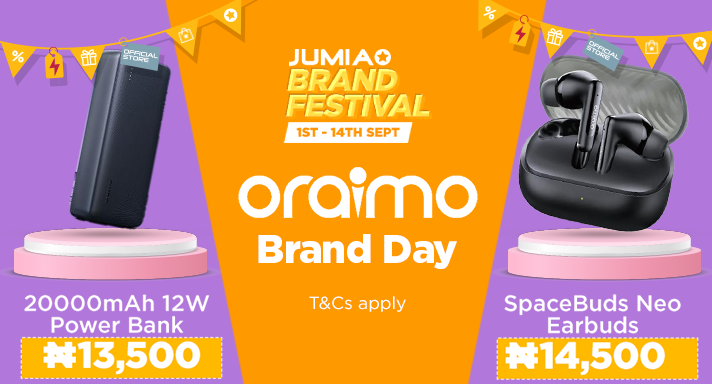 OFFICIAL
STORE
20000mAh 12W
Power Bank
₦13,500
JUMIA
BRAND
FESTIVAL
1ST - 14TH SEPT
oraimo
Brand Day
T&Cs apply
OFFICIAL
STORE
SpaceBuds Neo
Earbuds
₦14,500